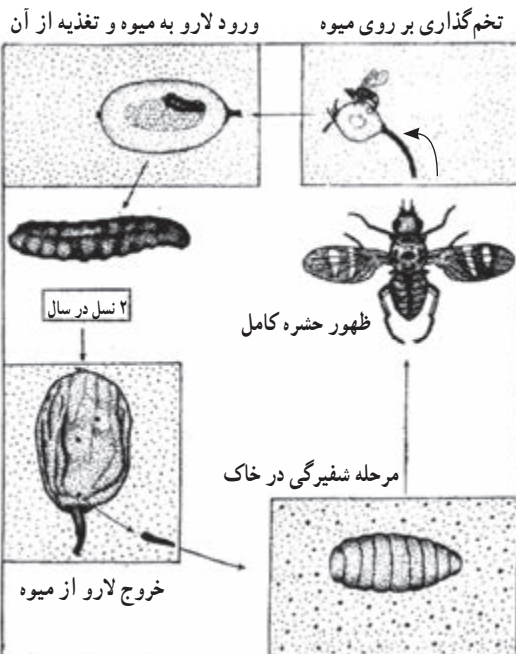 تخم‌گذاری بر روی میوه
ورود لارو به میوه و تغذیه از آن
ظهور حشره کامل
۲ نسل در سال
مرحله شفیرگی در خاک
خروج لارو از میوه